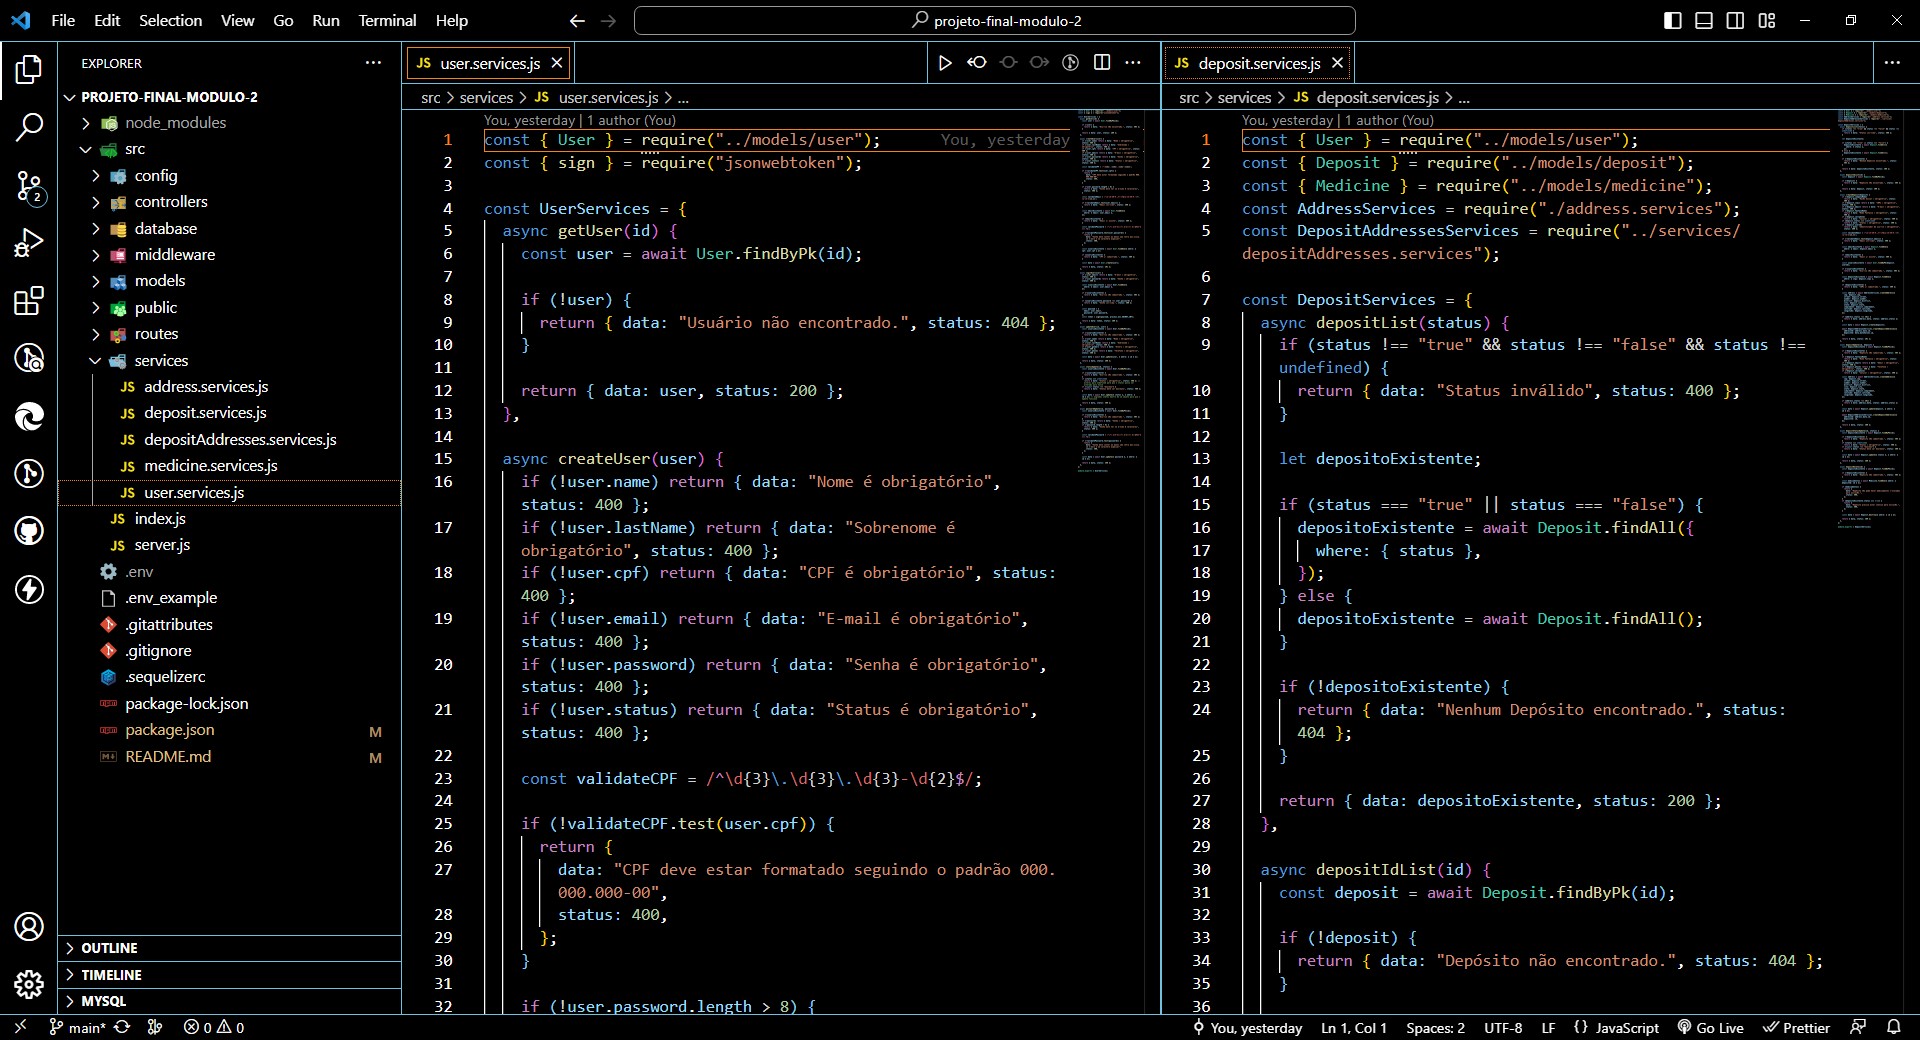 File Edit Selection View Go Run Terminal Help
projeto-final-modulo-2
EXPLORER
PROJETO-FINAL-MODULO-2
node_modules
src
config
controllers
database
middleware
models
public
routes
services
JS address.services.js
JS deposit.services.js
JS depositAddresses.services.js
JS medicine.services.js
JS user.services.js
JS index.js
JS server.js
.env
.env_example
.gitattributes
.gitignore
.sequelizerc
package-lock.json
package.json M
README.md M
OUTLINE
TIMELINE
MYSQL
2
JS user.services.js
src > services > JS user.services.js > ...
You, yesterday | 1 author (You)
1 const { User } = require("../models/user"); You, yesterday
2 const { sign } = require("jsonwebtoken");
3
4 const UserServices = {
5 async getUser(id) {
6 const user = await User.findByPk(id);
7
8 if (!user) {
9 return { data: "Usuário não encontrado.", status: 404 };
10 }
11
12 return { data: user, status: 200 };
13 },
14
15 async createUser(user) {
16 if (!user.name) return { data: "Nome é obrigatório",
status: 400 };
17 if (!user.lastName) return { data: "Sobrenome é
obrigatório", status: 400 };
18 if (!user.cpf) return { data: "CPF é obrigatório", status:
400 };
19 if (!user.email) return { data: "E-mail é obrigatório",
status: 400 };
20 if (!user.password) return { data: "Senha é obrigatório",
status: 400 };
21 if (!user.status) return { data: "Status é obrigatório",
status: 400 };
22
23 const validateCPF = /^\d{3}\.\d{3}\.\d{3}-\d{2}$/;
24
25 if (!validateCPF.test(user.cpf)) {
26 return {
27 data: "CPF deve estar formatado seguindo o padrão 000.
000.000-00",
28 status: 400,
29 };
30 }
31
32 if (!user.password.length > 8) {
JS deposit.services.js
src > services > JS deposit.services.js > ...
You, yesterday | 1 author (You)
1 const { User } = require("../models/user");
2 const { Deposit } = require("../models/deposit");
3 const { Medicine } = require("../models/medicine");
4 const AddressServices = require("./address.services");
5 const DepositAddressesServices = require("../services/
depositAddresses.services");
6
7 const DepositServices = {
8 async depositList(status) {
9 if (status !== "true" && status !== "false" && status !==
undefined) {
10 return { data: "Status inválido", status: 400 };
11 }
12
13 let depositoExistente;
14
15 if (status === "true" || status === "false") {
16 depositoExistente = await Deposit.findAll({
17 where: { status },
18 });
19 } else {
20 depositoExistente = await Deposit.findAll();
21 }
22
23 if (!depositoExistente) {
24 return { data: "Nenhum Depósito encontrado.", status:
404 };
25 }
26
27 return { data: depositoExistente, status: 200 };
28 },
29
30 async depositIdList(id) {
31 const deposit = await Deposit.findByPk(id);
32
33 if (!deposit) {
34 return { data: "Depósito não encontrado.", status: 404 };
35 }
36
main* 0 0 You, yesterday Ln 1, Col 1 Spaces: 2 UTF-8 LF {} JavaScript Go Live Prettier